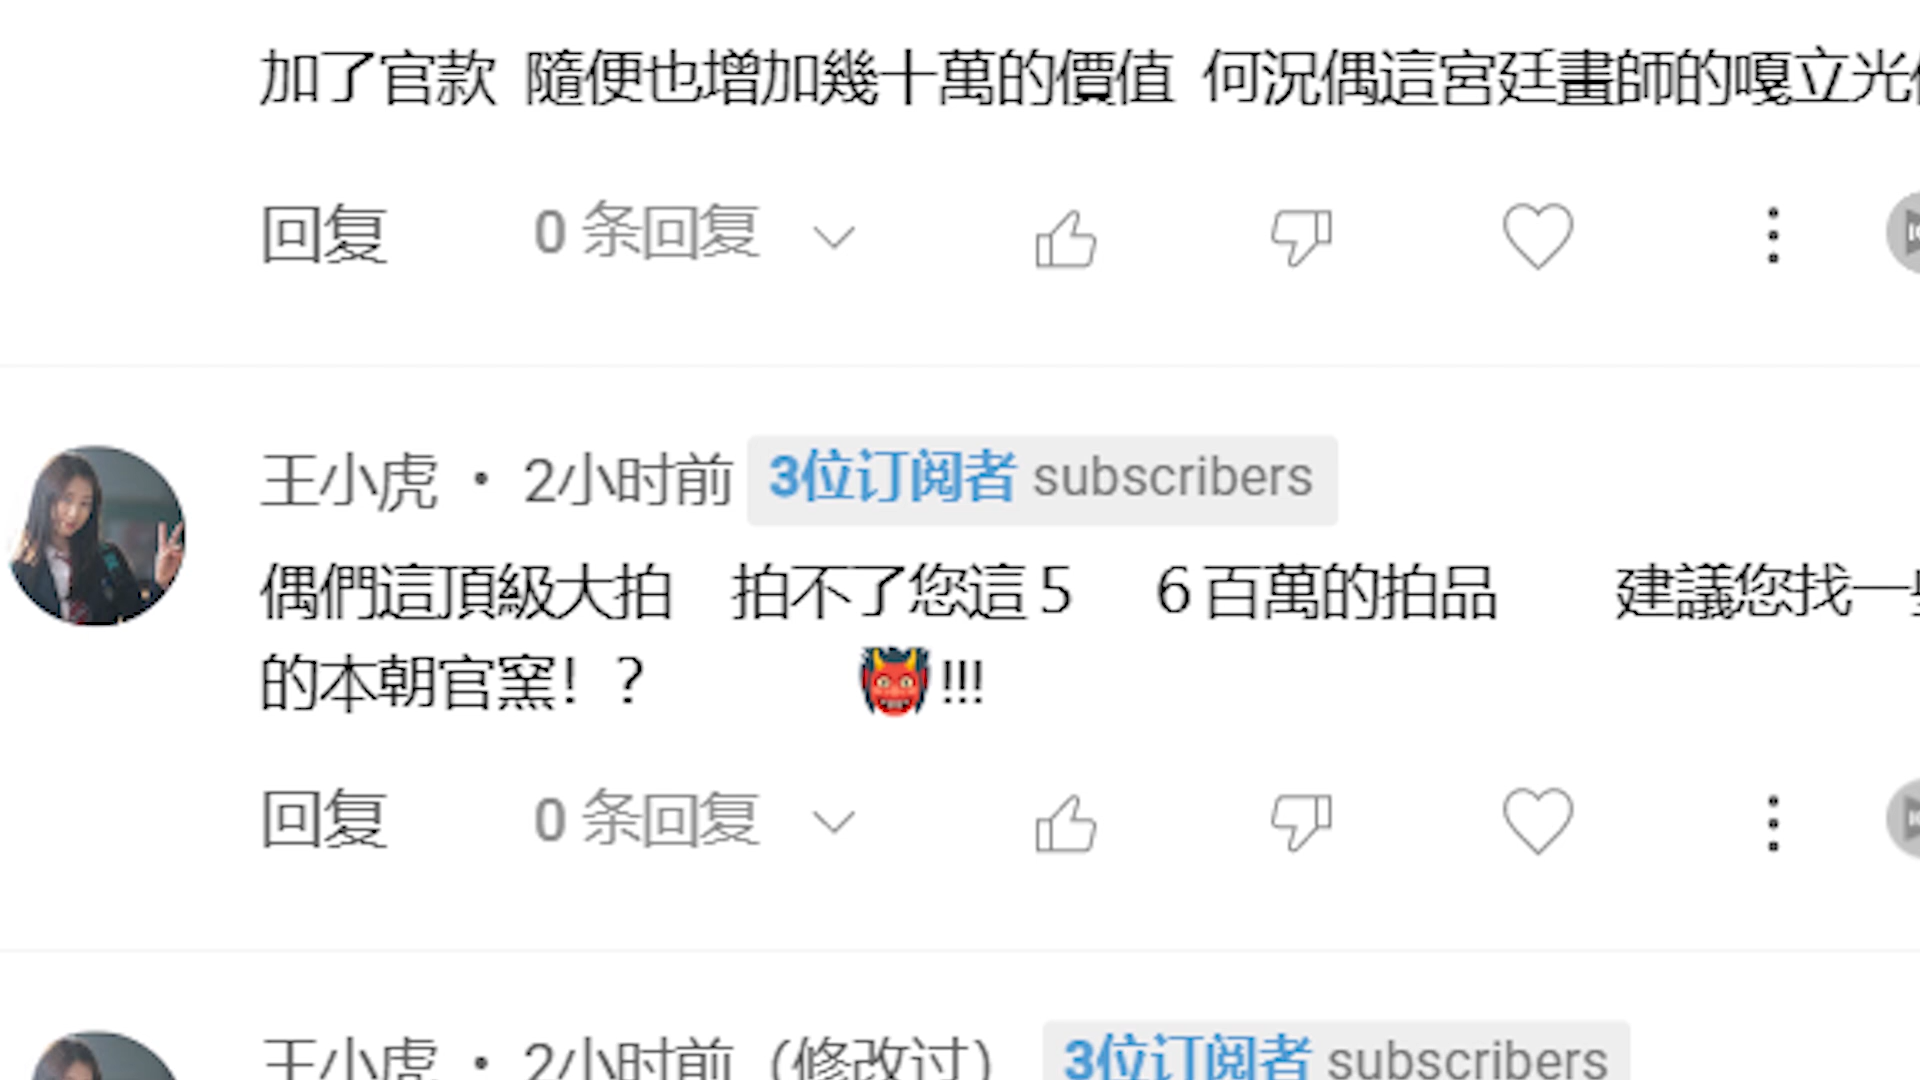 加了官款 隨便也增加幾十萬的價值 何況偶這宮廷畫師的嘎立光
回复 0 条回复
王小虎 • 2小时前 3位订阅者 subscribers
偶們這頂級大拍 拍不了您這5 6百萬的拍品 建議您找一
的本朝官窯！？ 👹!!!
回复 0 条回复
王小虎 • 2小时前（修改过） 3位订阅者 subscribers